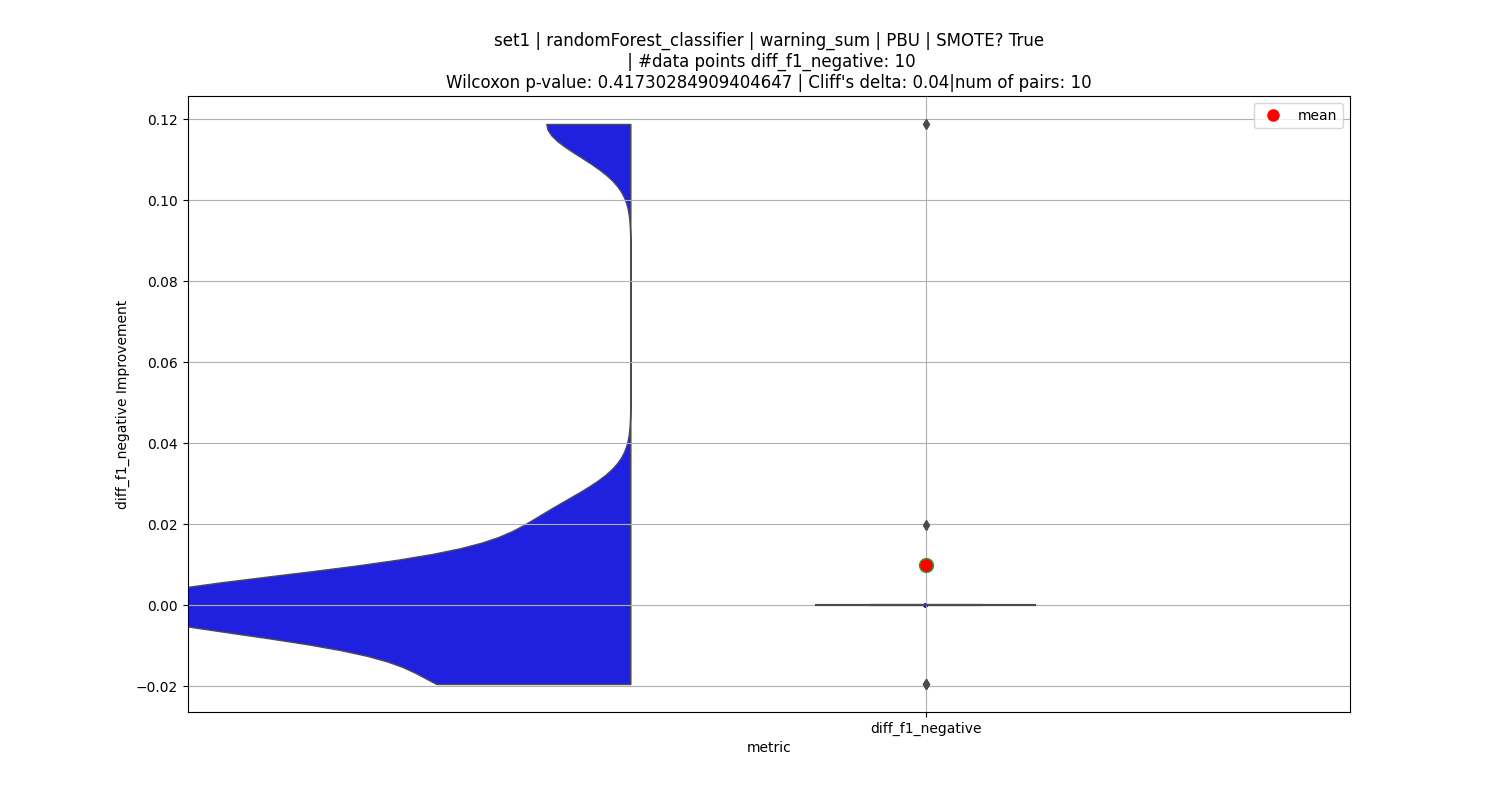 set1 | randomForest_classifier | warning_sum | PBU | SMOTE? True
| #data points diff_f1_negative: 10
Wilcoxon p-value: 0.41730284909404647 | Cliff's delta: 0.04|num of pairs: 10
mean
0.12
0.10
0.08
0.06
0.04
0.02
0.00
−0.02
diff_f1_negative Improvement
diff_f1_negative
metric